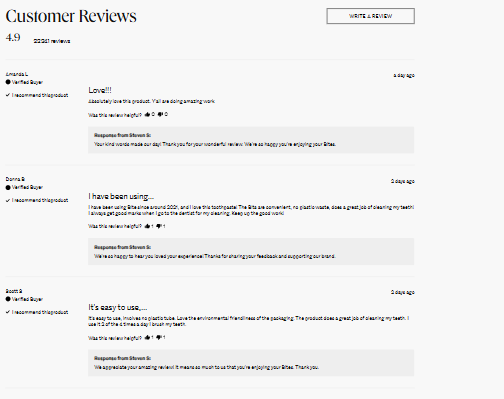 Customer Reviews
WRITE A REVIEW
4.9
22341 reviews
Amanda L
a day ago
Verified Buyer
I recommend this product
Love!!!
Absolutely love this product. Y'all are doing amazing work
Was this review helpful? 0 0
Response from Steven S:
Your kind words made our day! Thank you for your wonderful review. We're so happy you're enjoying your Bites.
Donna B
2 days ago
Verified Buyer
I recommend this product
I have been using...
I have been using Bite since around 2021, and I love this toothpaste! The Bits are convenient, no plastic waste, does a great job of cleaning my teeth!
I always get good marks when I go to the dentist for my cleaning. Keep up the good work!
Was this review helpful? 1 1
Response from Steven S:
We're so happy to hear you loved your experience! Thanks for sharing your feedback and supporting our brand.
Scott B
2 days ago
Verified Buyer
I recommend this product
It's easy to use,...
It's easy to use, involves no plastic tube. Love the environmental friendliness of the packaging. The product does a great job of cleaning my teeth. I
use it 2 of the 4 times a day I brush my teeth.
Was this review helpful? 1 1
Response from Steven S:
We appreciate your amazing review! It means so much to us that you're enjoying your Bites. Thank you.